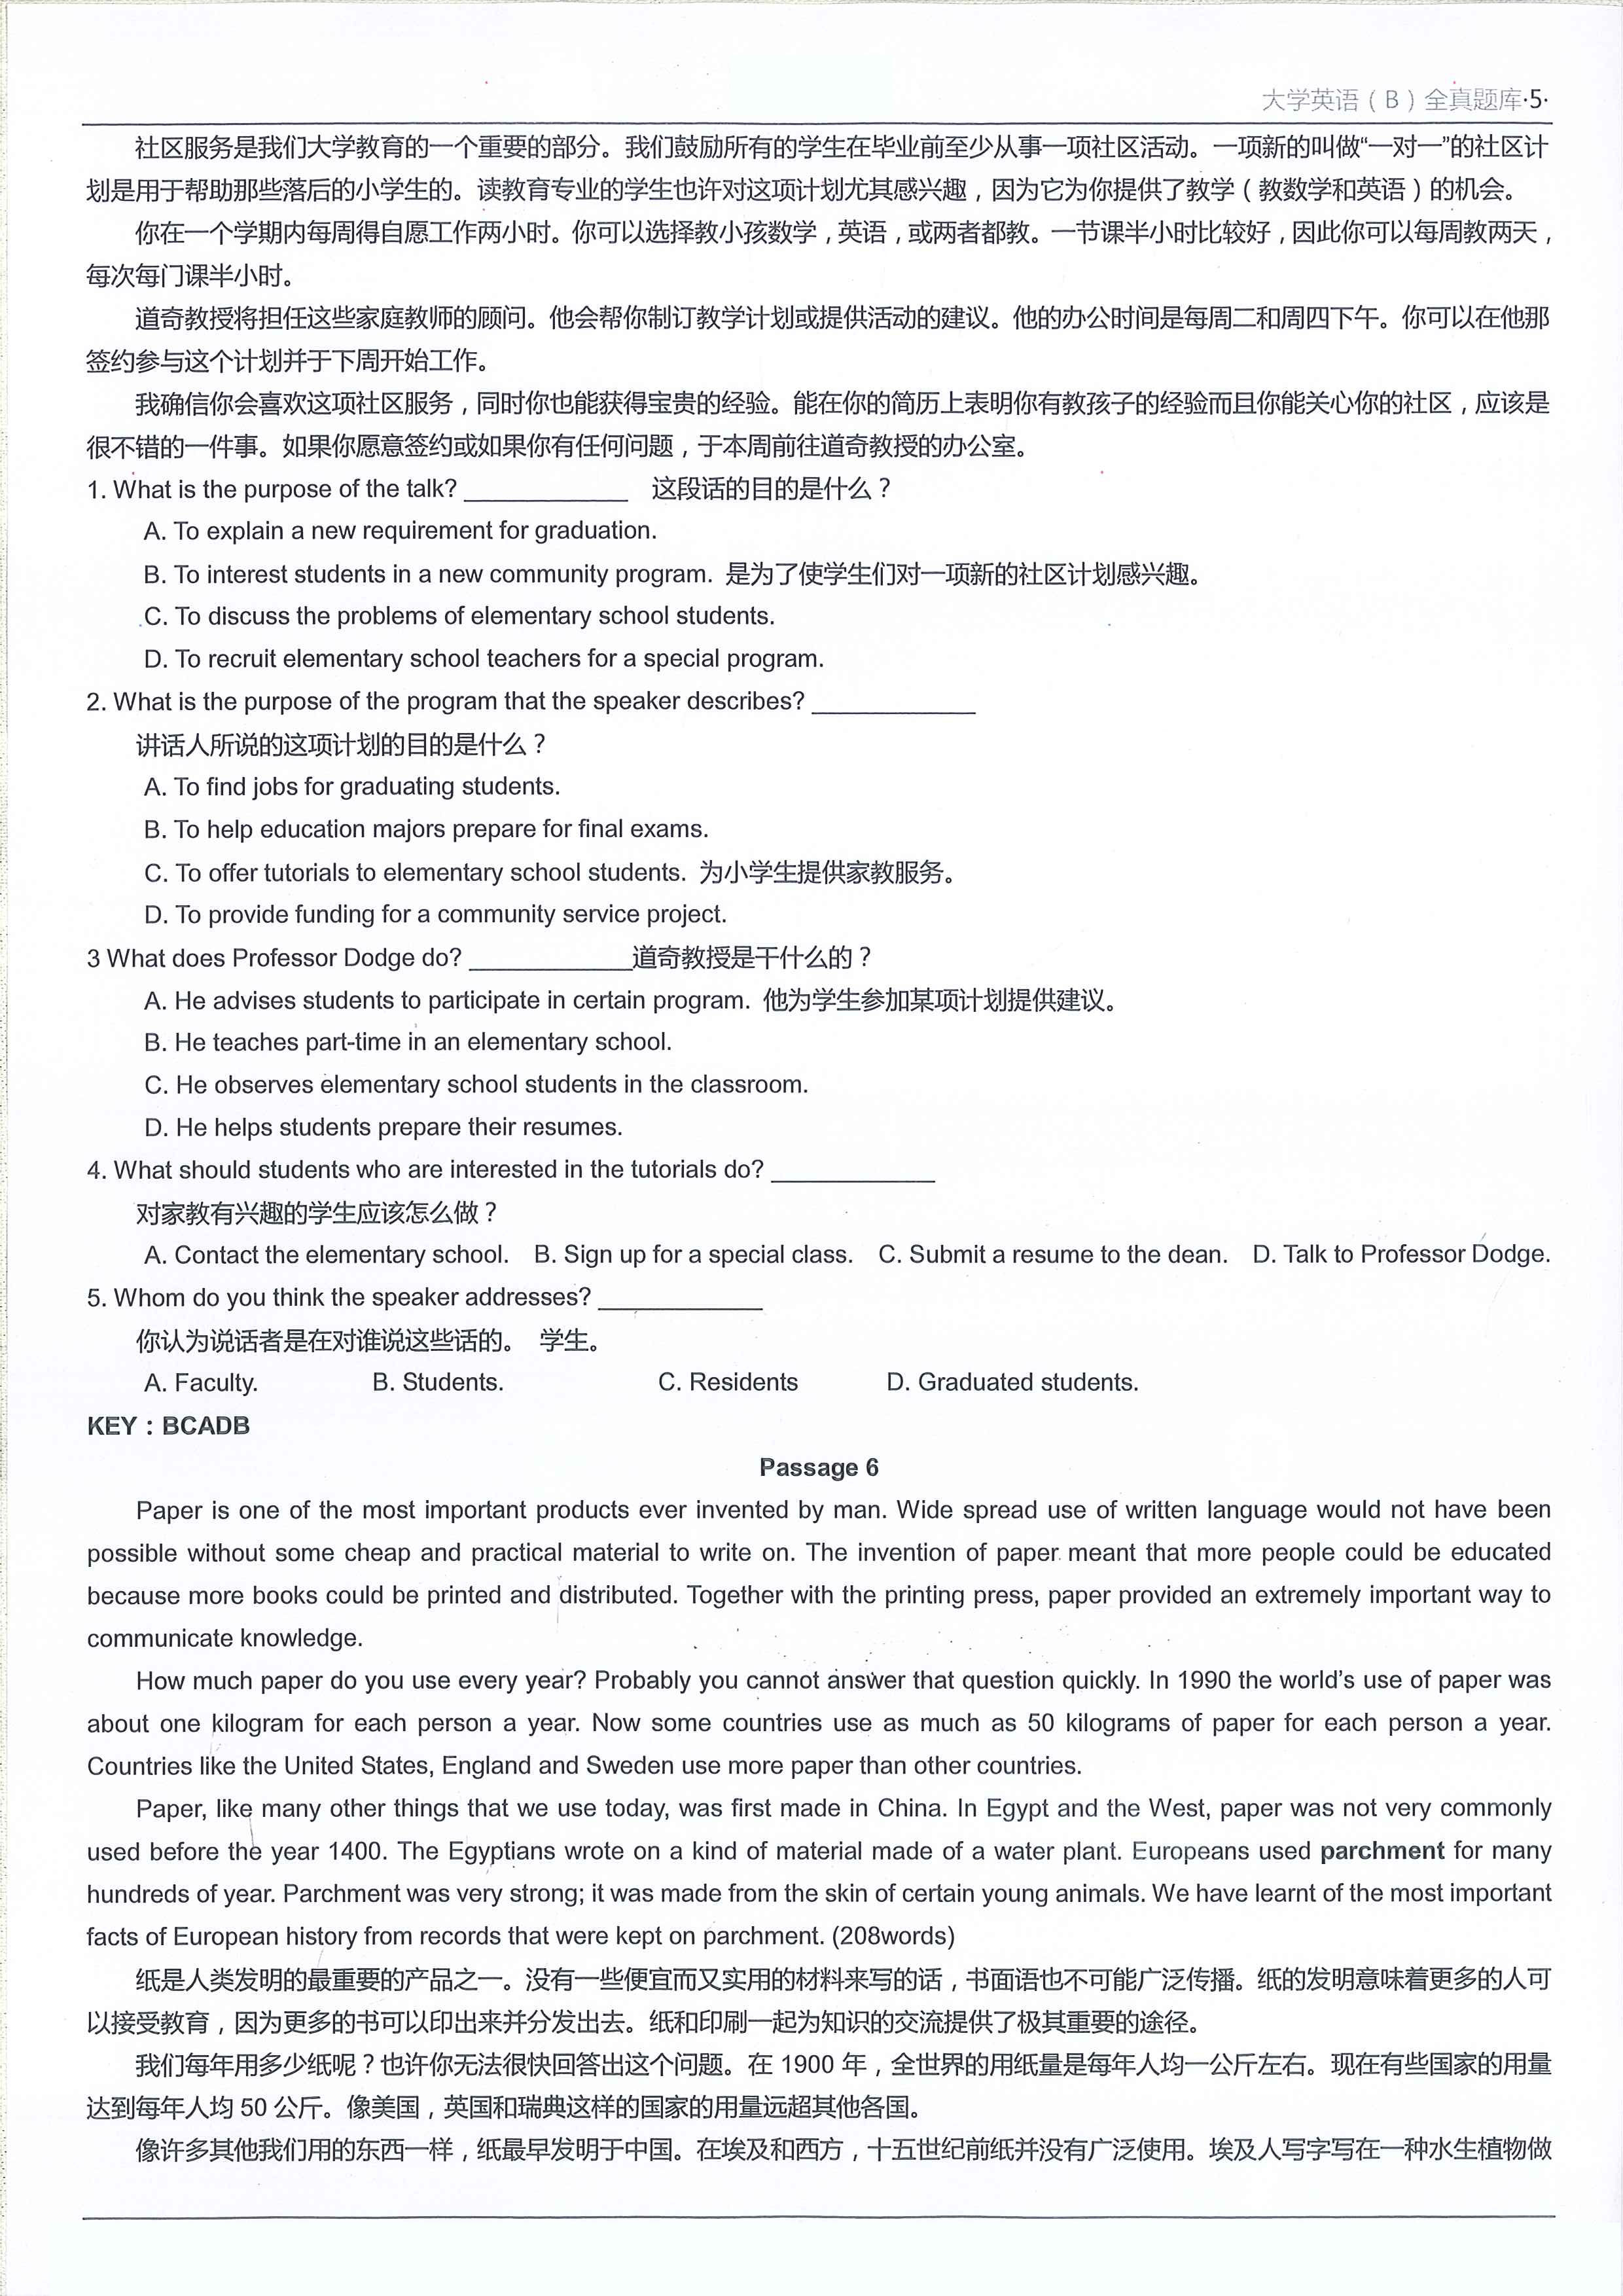 大学英语（B）全真题库·5·
社区服务是我们大学教育的一个重要的部分。我们鼓励所有的学生在毕业前至少从事一项社区活动。一项新的叫做“一对一”的社区计
划是用于帮助那些落后的小学生的。读教育专业的学生也许对这项计划尤其感兴趣，因为它为你提供了教学（教数学和英语）的机会。
你在一个学期内每周得自愿工作两小时。你可以选择教小孩数学，英语，或两者都教。一节课半小时比较好，因此你可以每周教两天，
每次每门课半小时。
道奇教授将担任这些家庭教师的顾问。他会帮你制订教学计划或提供活动的建议。他的办公时间是每周二和周四下午。你可以在他那
签约参与这个计划并于下周开始工作。
我确信你会喜欢这项社区服务，同时你也能获得宝贵的经验。能在你的简历上表明你有教孩子的经验而且你能关心你的社区，应该是
很不错的一件事。如果你愿意签约或如果你有任何问题，于本周前往道奇教授的办公室。
1. What is the purpose of the talk? ____________ 这段话的目的是什么？
A. To explain a new requirement for graduation.
B. To interest students in a new community program. 是为了使学生们对一项新的社区计划感兴趣。
C. To discuss the problems of elementary school students.
D. To recruit elementary school teachers for a special program.
2. What is the purpose of the program that the speaker describes? ____________
讲话人所说的这项计划的目的是什么？
A. To find jobs for graduating students.
B. To help education majors prepare for final exams.
C. To offer tutorials to elementary school students. 为小学生提供家教服务。
D. To provide funding for a community service project.
3 What does Professor Dodge do? ____________道奇教授是干什么的？
A. He advises students to participate in certain program. 他为学生参加某项计划提供建议。
B. He teaches part-time in an elementary school.
C. He observes elementary school students in the classroom.
D. He helps students prepare their resumes.
4. What should students who are interested in the tutorials do? ____________
对家教有兴趣的学生应该怎么做？
A. Contact the elementary school. B. Sign up for a special class. C. Submit a resume to the dean. D. Talk to Professor Dodge.
5. Whom do you think the speaker addresses? ____________
你认为说话者是在对谁说这些话的。 学生。
A. Faculty. B. Students. C. Residents D. Graduated students.
KEY：BCADB
Passage 6
Paper is one of the most important products ever invented by man. Wide spread use of written language would not have been
possible without some cheap and practical material to write on. The invention of paper meant that more people could be educated
because more books could be printed and distributed. Together with the printing press, paper provided an extremely important way to
communicate knowledge.
How much paper do you use every year? Probably you cannot answer that question quickly. In 1990 the world’s use of paper was
about one kilogram for each person a year. Now some countries use as much as 50 kilograms of paper for each person a year.
Countries like the United States, England and Sweden use more paper than other countries.
Paper, like many other things that we use today, was first made in China. In Egypt and the West, paper was not very commonly
used before the year 1400. The Egyptians wrote on a kind of material made of a water plant. Europeans used parchment for many
hundreds of year. Parchment was very strong; it was made from the skin of certain young animals. We have learnt of the most important
facts of European history from records that were kept on parchment. (208words)
纸是人类发明的最重要的产品之一。没有一些便宜而又实用的材料来写的话，书面语也不可能广泛传播。纸的发明意味着更多的人可
以接受教育，因为更多的书可以印出来并分发出去。纸和印刷一起为知识的交流提供了极其重要的途径。
我们每年用多少纸呢？也许你无法很快回答出这个问题。在 1900 年，全世界的用纸量是每年人均一公斤左右。现在有些国家的用量
达到每年人均 50 公斤。像美国，英国和瑞典这样的国家的用量远超其他各国。
像许多其他我们用的东西一样，纸最早发明于中国。在埃及和西方，十五世纪前纸并没有广泛使用。埃及人写字写在一种水生植物做